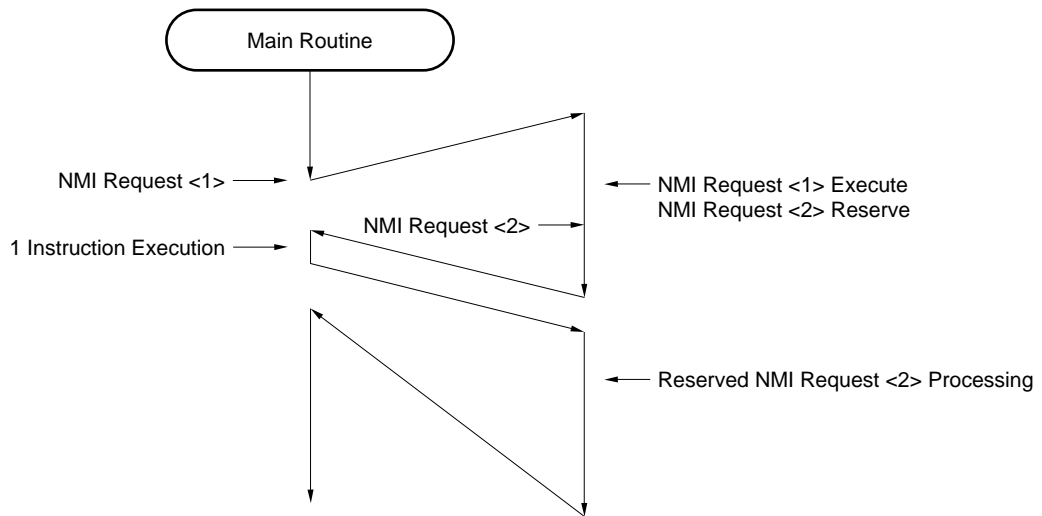 Main Routine
NMI Request <1>
NMI Request <1> Execute
NMI Request <2> Reserve
NMI Request <2>
1 Instruction Execution
Reserved NMI Request <2> Processing